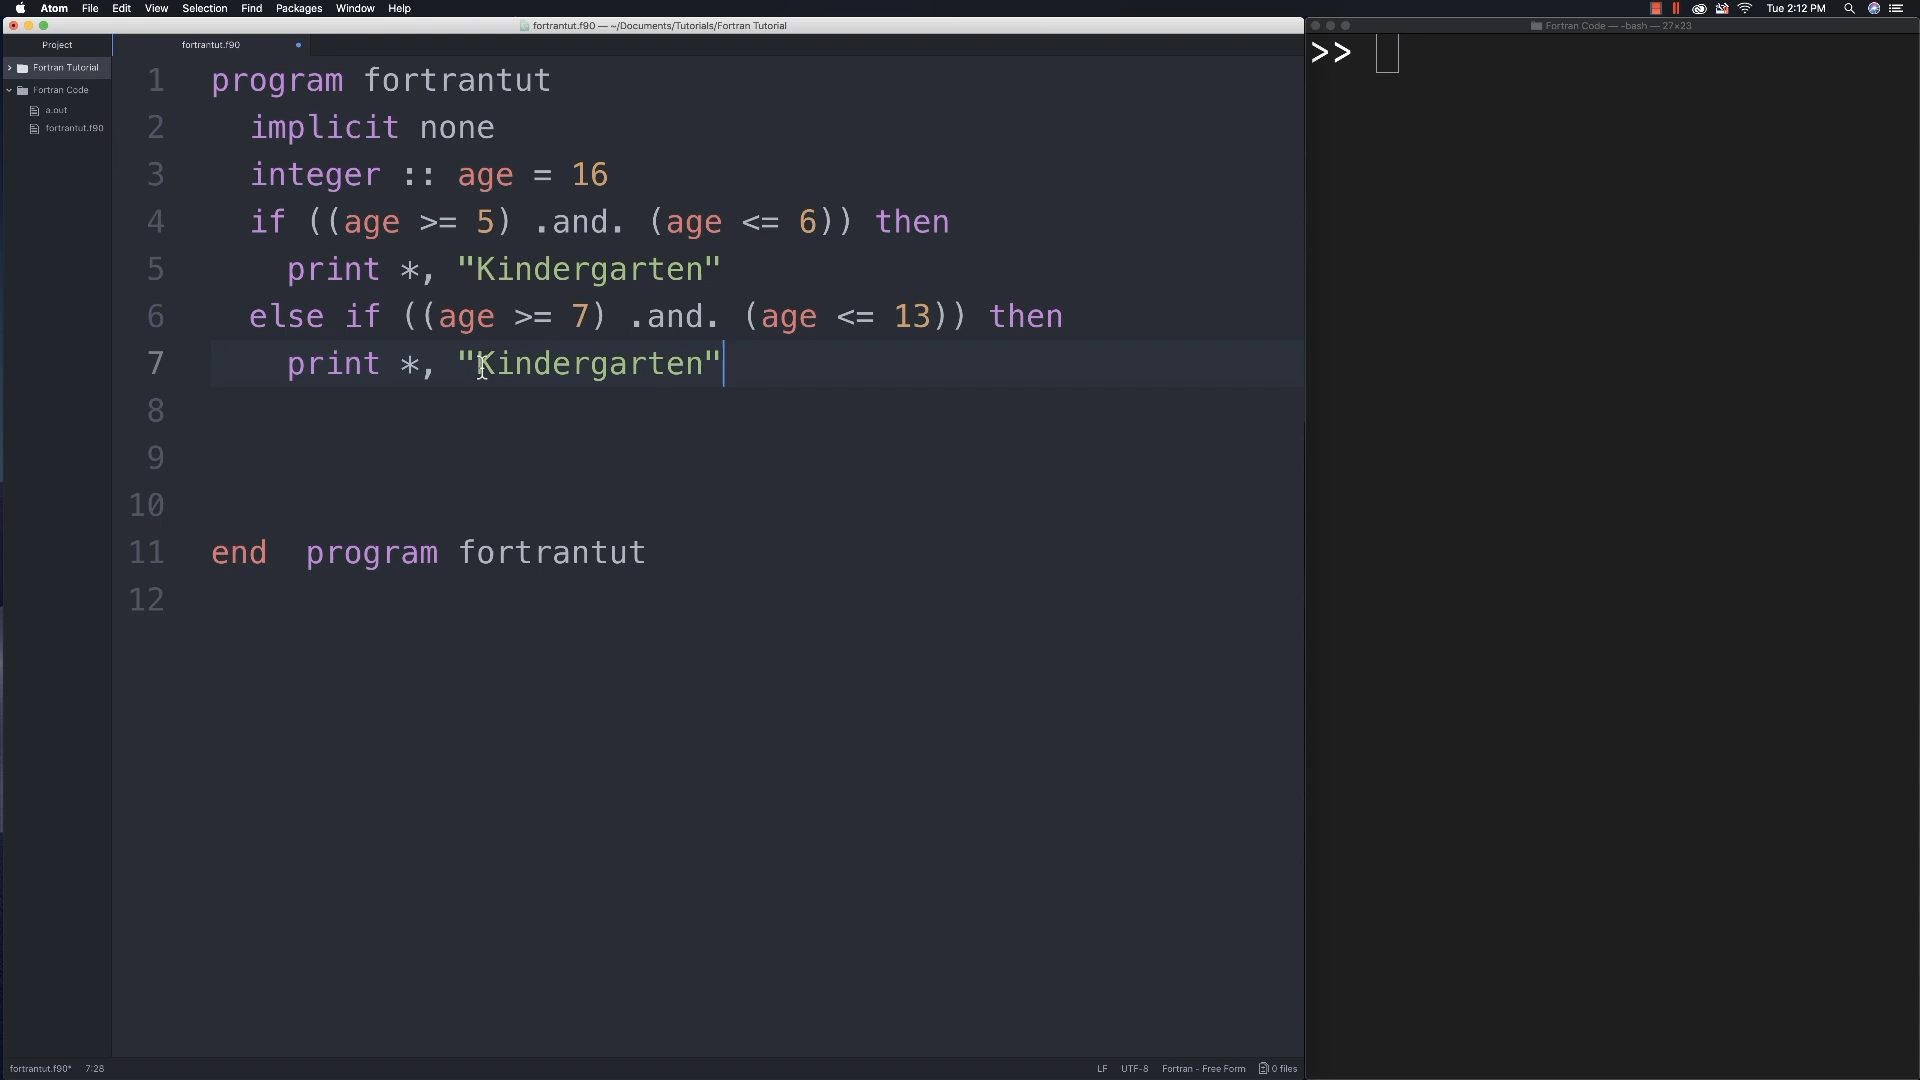 Atom File Edit View Selection Find Packages Window Help Tue 2:12 PM
fortrantut.f90 — ~/Documents/Tutorials/Fortran Tutorial
Fortran Code — -bash — 27×23
Project
fortrantut.f90
Fortran Tutorial
Fortran Code
a.out
fortrantut.f90
1 program fortrantut
2 implicit none
3 integer :: age = 16
4 if ((age >= 5) .and. (age <= 6)) then
5 print *, "Kindergarten"
6 else if ((age >= 7) .and. (age <= 13)) then
7 print *, "Kindergarten"
8
9
10
11 end  program fortrantut
12
>>
fortrantut.f90* 7:28
LF UTF-8 Fortran - Free Form 0 files